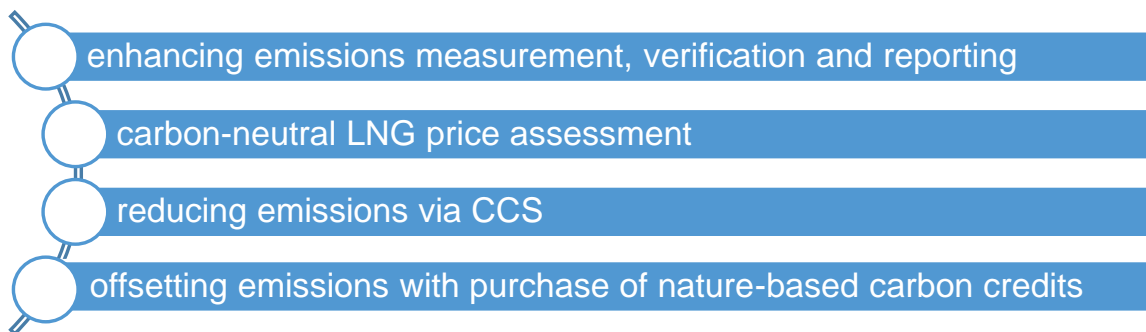 enhancing emissions measurement, verification and reporting
carbon-neutral LNG price assessment
reducing emissions via CCS
offsetting emissions with purchase of nature-based carbon credits